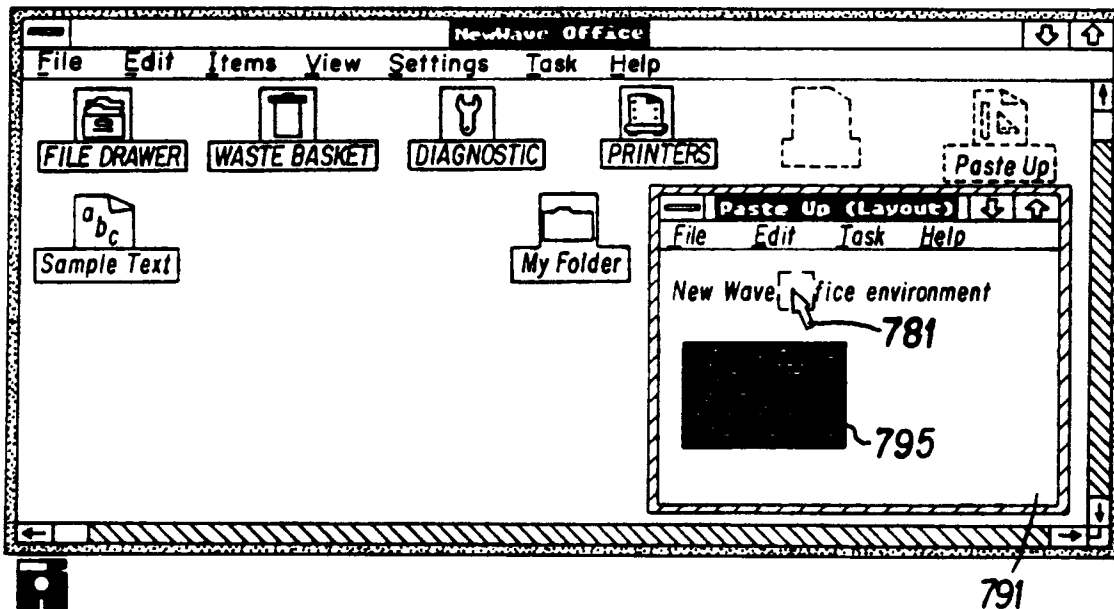 NewWave Office
File Edit Items View Settings Task Help
FILE DRAWER WASTE BASKET DIAGNOSTIC PRINTERS Paste Up
abc
Sample Text My Folder
Paste Up (Layout)
File Edit Task Help
New Wave fice environment
781
795
791